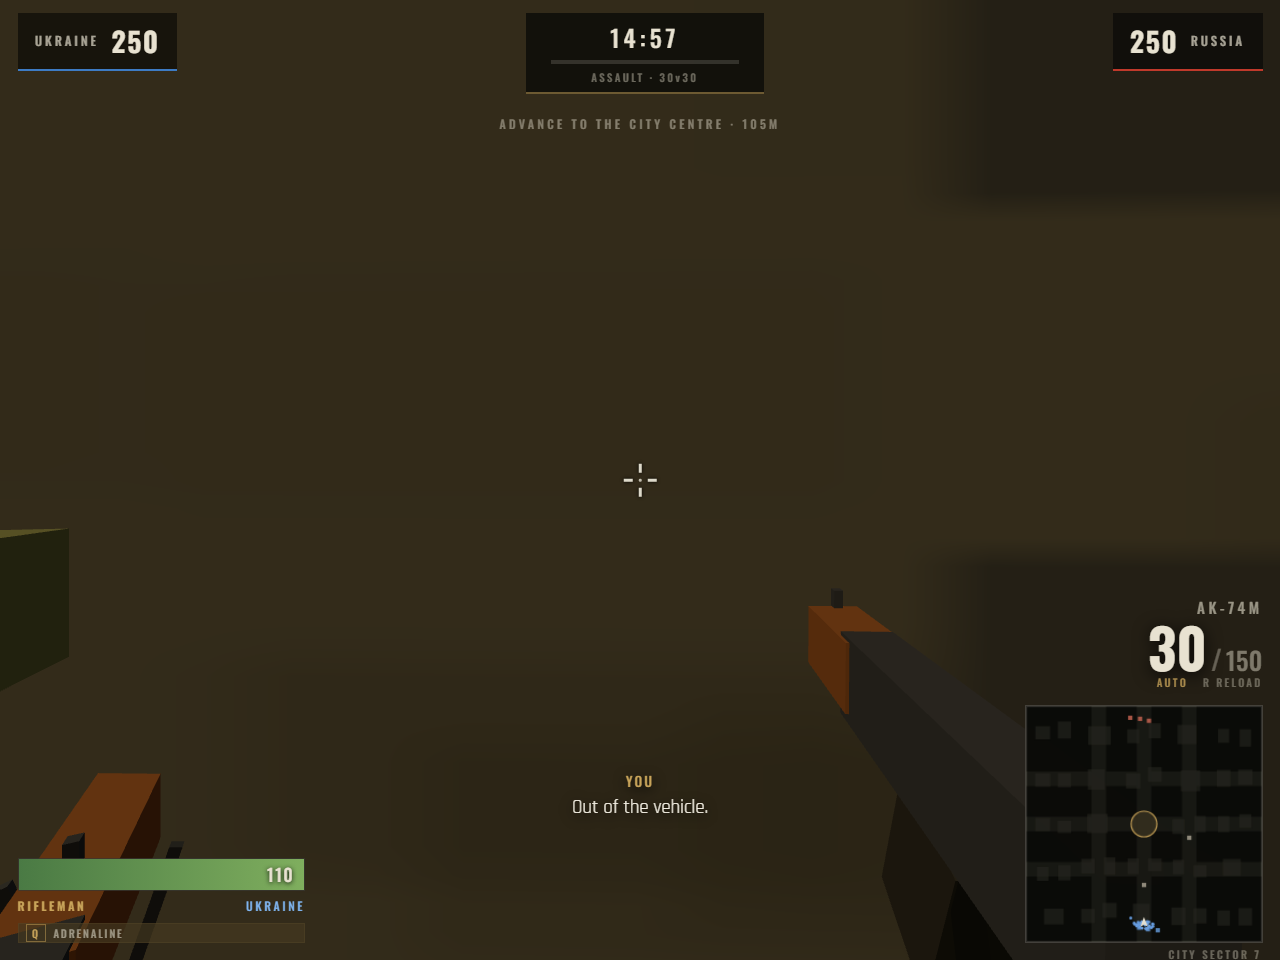 UKRAINE 250
14:57
ASSAULT · 30v30
250 RUSSIA
ADVANCE TO THE CITY CENTRE · 105M
AK-74M
30 / 150
AUTO R RELOAD
YOU
Out of the vehicle.
110
RIFLEMAN UKRAINE
Q ADRENALINE
CITY SECTOR 7